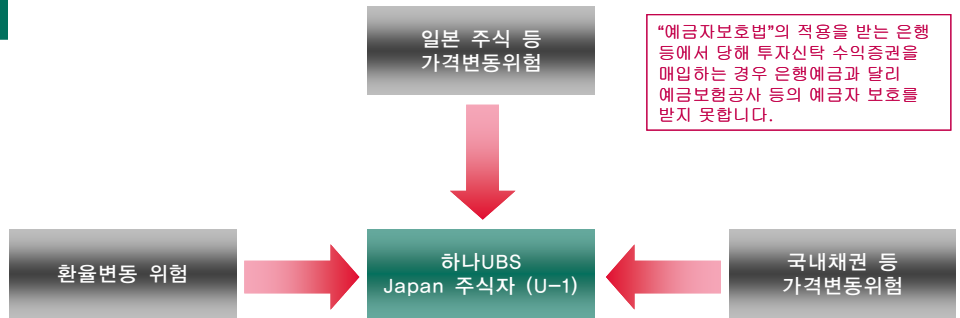 일본 주식 등
가격변동위험
“예금자보호법”의 적용을 받는 은행
등에서 당해 투자신탁 수익증권을
매입하는 경우 은행예금과 달리
예금보험공사 등의 예금자 보호를
받지 못합니다.
환율변동 위험
하나UBS
Japan 주식자 (U-1)
국내채권 등
가격변동위험